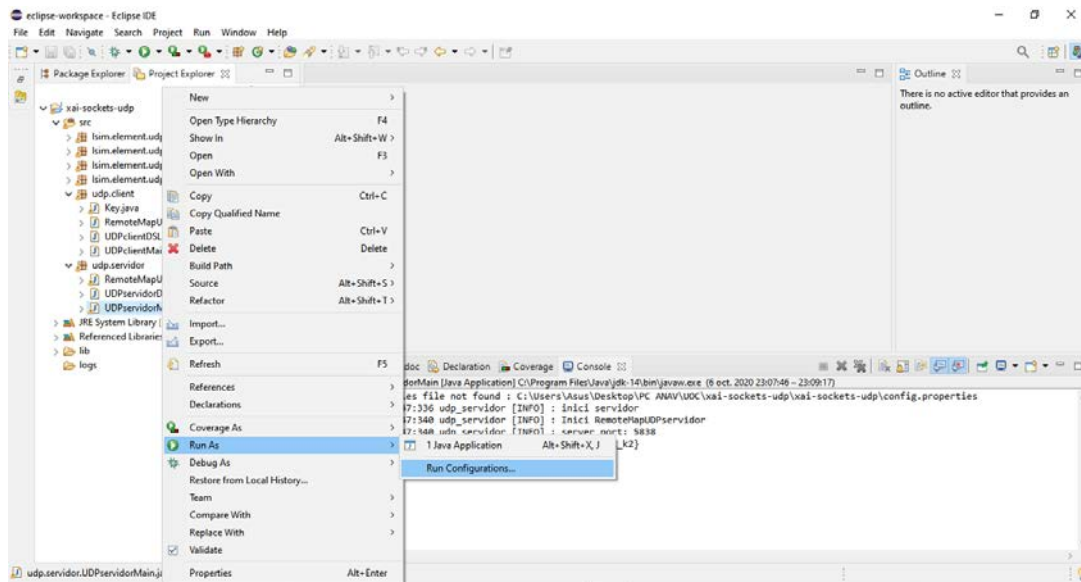 eclipse-workspace - Eclipse IDE
File Edit Navigate Search Project Run Window Help
Package Explorer Project Explorer
xai-sockets-udp
src
lsim.element.udp
lsim.element.udp
lsim.element.udp
lsim.element.udp
udp.client
Key.java
RemoteMapU
UDPclientDSL
UDPclientMai
udp.servidor
RemoteMapU
UDPservidorD
UDPservidorM
JRE System Library [
Referenced Libraries
lib
logs
New
Open Type Hierarchy F4
Show In Alt+Shift+W >
Open F3
Open With
Copy Ctrl+C
Copy Qualified Name
Paste Ctrl+V
Delete Delete
Build Path
Source Alt+Shift+S >
Refactor Alt+Shift+T >
Import...
Export...
Refresh F5
References
Declarations
Coverage As
Run As
Debug As
Restore from Local History...
Team
Compare With
Replace With
Validate
Properties Alt+Enter
1 Java Application Alt+Shift+X, J
Run Configurations...
Outline
There is no active editor that provides an
outline.
doc Declaration Coverage Console
dorMain [Java Application] C:\Program Files\Java\jdk-14\bin\javaw.exe (6 oct. 2020 23:07:46 – 23:09:17)
es file not found : C:\Users\Asus\Desktop\PC ANAV\UOC\xai-sockets-udp\xai-sockets-udp\config.properties
47:336 udp_servidor [INFO] : inici servidor
47:340 udp_servidor [INFO] : Inici RemoteMapUDPservidor
47:340 udp_servidor [INFO] : server port: 5838
_k2}
udp.servidor.UDPservidorMain.ja